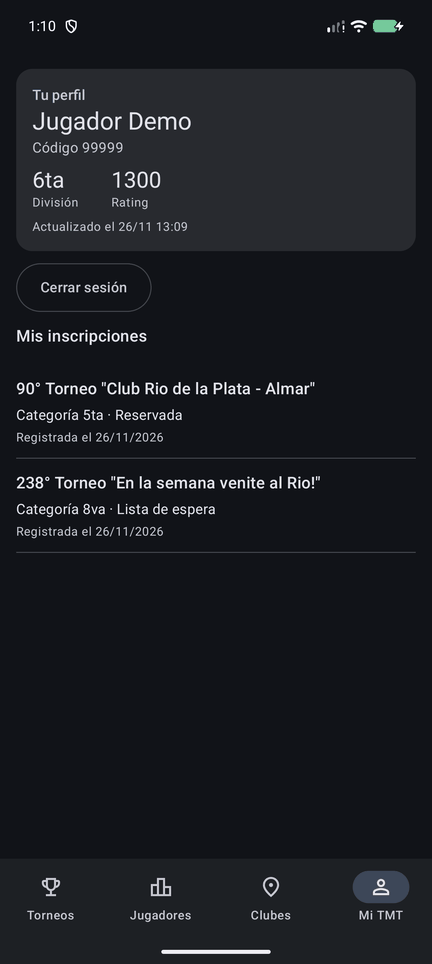 1:10
Tu perfil
Jugador Demo
Código 99999
6ta 1300
División Rating
Actualizado el 26/11 13:09
Cerrar sesión
Mis inscripciones
90° Torneo "Club Rio de la Plata - Almar"
Categoría 5ta · Reservada
Registrada el 26/11/2026
238° Torneo "En la semana venite al Rio!"
Categoría 8va · Lista de espera
Registrada el 26/11/2026
Torneos Jugadores Clubes Mi TMT